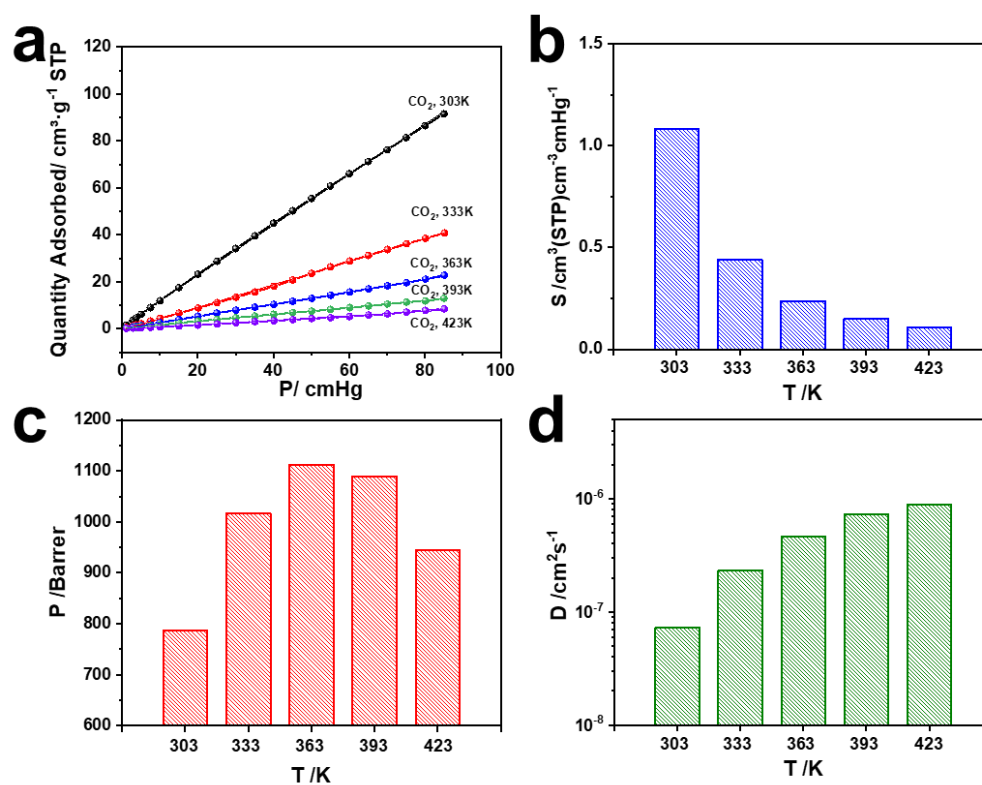 a
Quantity Adsorbed/ cm³·g⁻¹ STP
120
100
80
60
40
20
0
CO₂, 303K
CO₂, 333K
CO₂, 363K
CO₂, 393K
CO₂, 423K
0
20
40
60
80
100
P/ cmHg
b
S /cm³(STP)cm⁻³cmHg⁻¹
1.5
1.0
0.5
0.0
303
333
363
393
423
T /K
c
P /Barrer
1200
1100
1000
900
800
700
600
303
333
363
393
423
T /K
d
D /cm²s⁻¹
10⁻⁶
10⁻⁷
10⁻⁸
303
333
363
393
423
T /K